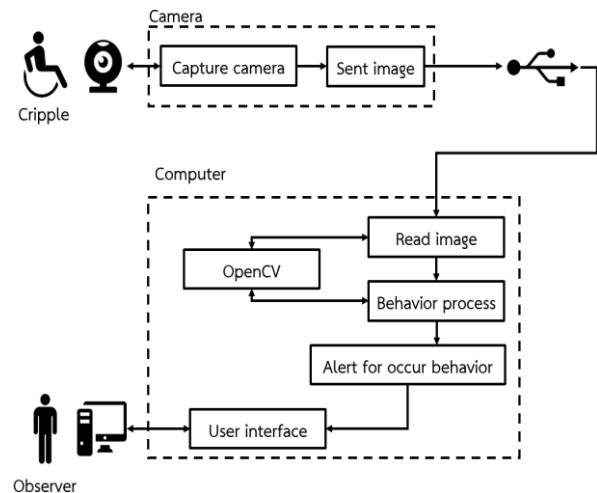 Camera
Capture camera
Sent image
Cripple
Computer
Read image
OpenCV
Behavior process
Alert for occur behavior
User interface
Observer